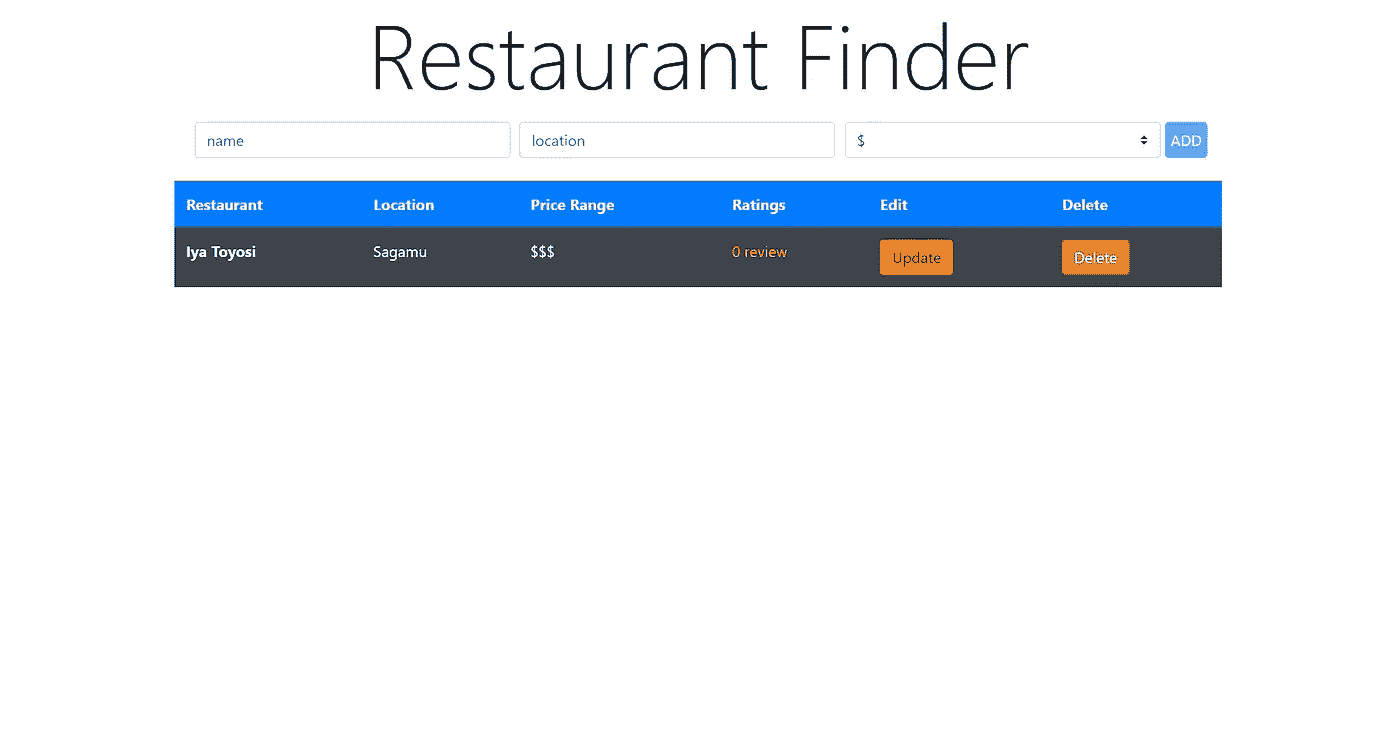 Restaurant Finder
name location $ ADD
Restaurant Location Price Range Ratings Edit Delete
Iya Toyosi Sagamu $$$ 0 review Update Delete